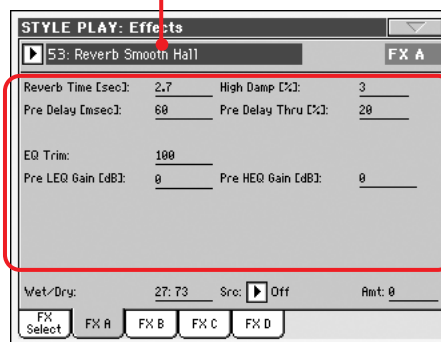 STYLE PLAY: Effects
53: Reverb Smooth Hall FX A
Reverb Time [sec]: 2.7 High Damp [%]: 3
Pre Delay [msec]: 60 Pre Delay Thru [%]: 20
EQ Trim: 100
Pre LEQ Gain [dB]: 0 Pre HEQ Gain [dB]: 0
Wet/Dry: 27: 73 Src: Off Amt: 0
FX Select FX A FX B FX C FX D